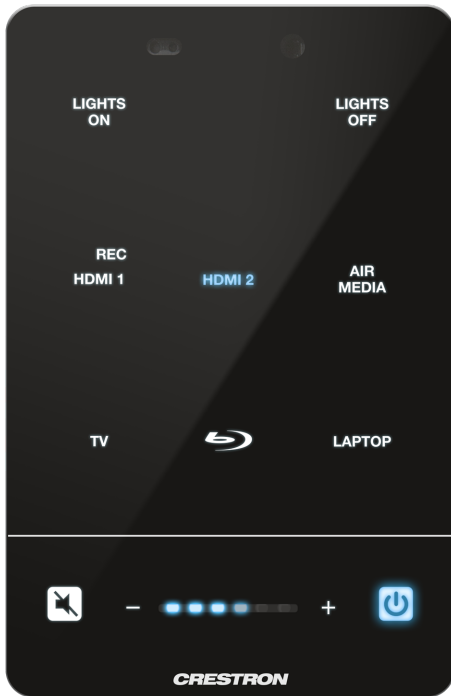 LIGHTS
ON
LIGHTS
OFF
REC
HDMI 1
HDMI 2
AIR
MEDIA
TV
LAPTOP
−
+
CRESTRON